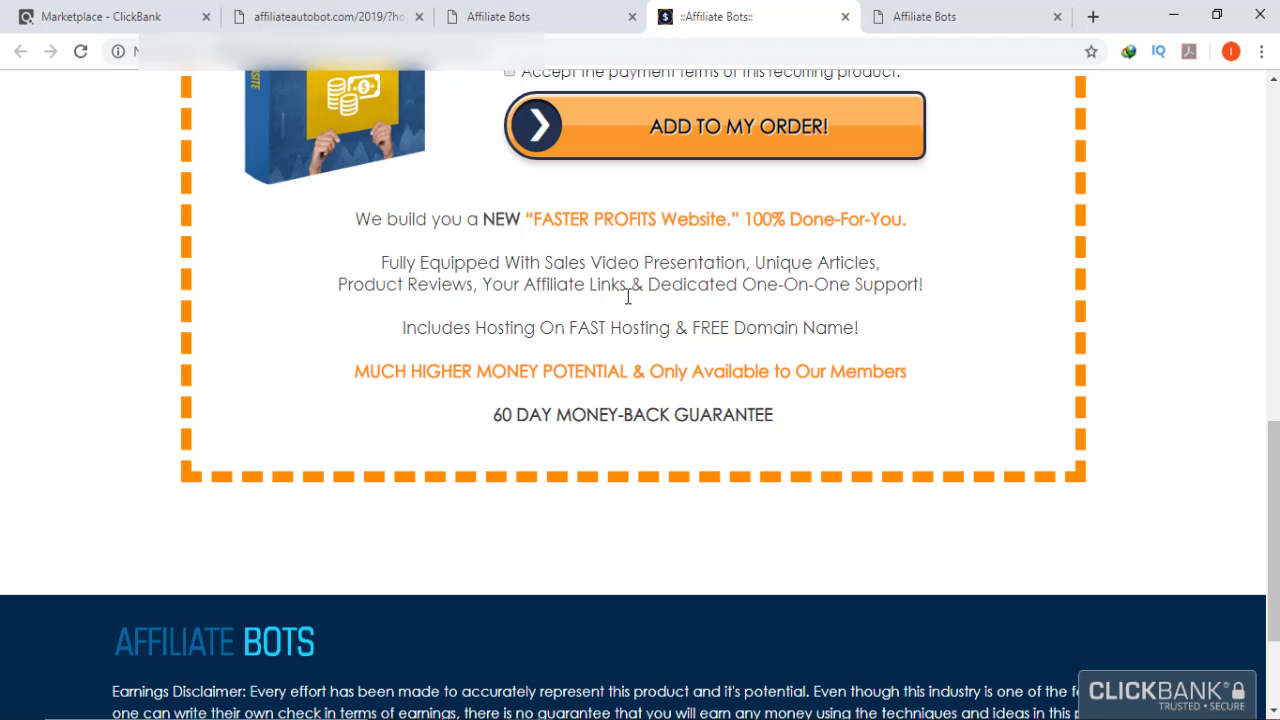 Marketplace - ClickBank
affiliateautobot.com/2019/?ho
Affiliate Bots
::Affiliate Bots::
Affiliate Bots
IQ
I
SITE
Accept the payment terms of this recurring product.
ADD TO MY ORDER!
We build you a NEW “FASTER PROFITS Website.” 100% Done-For-You.
Fully Equipped With Sales Video Presentation, Unique Articles,
Product Reviews, Your Affiliate Links & Dedicated One-On-One Support!
Includes Hosting On FAST Hosting & FREE Domain Name!
MUCH HIGHER MONEY POTENTIAL & Only Available to Our Members
60 DAY MONEY-BACK GUARANTEE
AFFILIATE BOTS
Earnings Disclaimer: Every effort has been made to accurately represent this product and it's potential. Even though this industry is one of the fe
one can write their own check in terms of earnings, there is no guarantee that you will earn any money using the techniques and ideas in this p
CLICKBANK®
TRUSTED • SECURE